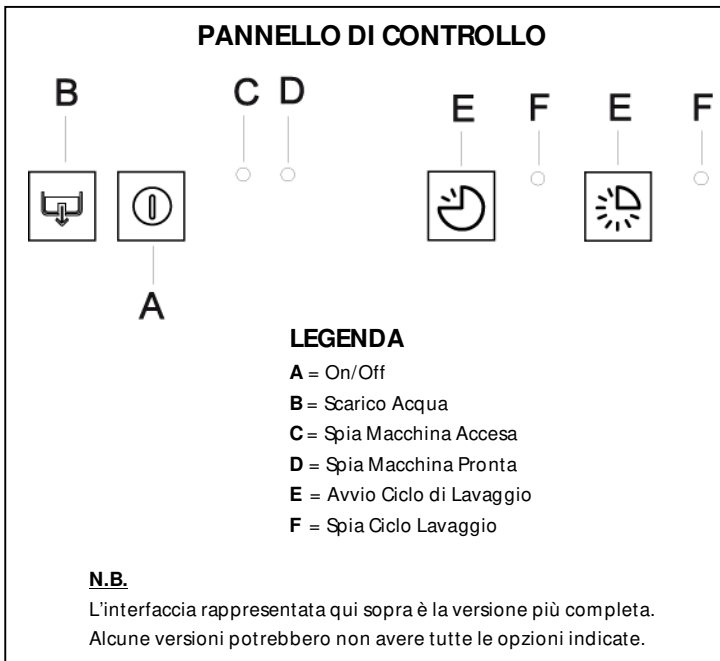 PANNELLO DI CONTROLLO
B C D E F E F
A
LEGENDA
A = On/Off
B = Scarico Acqua
C = Spia Macchina Accesa
D = Spia Macchina Pronta
E = Avvio Ciclo di Lavaggio
F = Spia Ciclo Lavaggio
N.B.
L'interfaccia rappresentata qui sopra è la versione più completa.
Alcune versioni potrebbero non avere tutte le opzioni indicate.